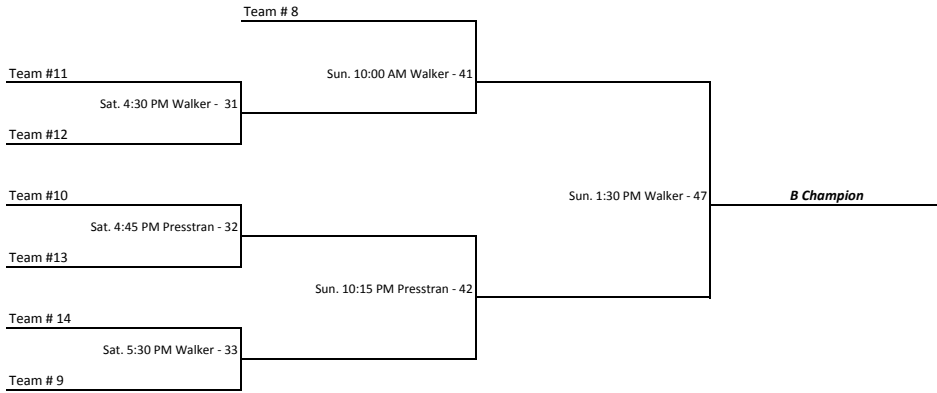 Team # 8
Team #11
Sun. 10:00 AM Walker - 41
Sat. 4:30 PM Walker -  31
Team #12
Team #10
Sun. 1:30 PM Walker - 47
B Champion
Sat. 4:45 PM Presstran - 32
Team #13
Sun. 10:15 PM Presstran - 42
Team # 14
Sat. 5:30 PM Walker - 33
Team # 9